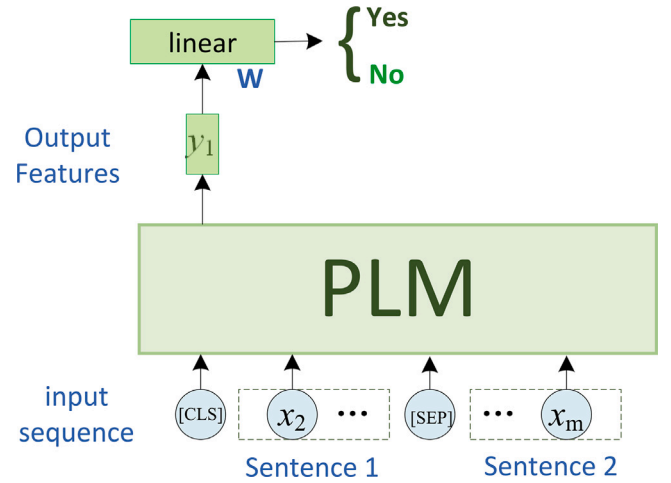 linear
Yes
No
W
Output
Features
y₁
PLM
input
sequence
[CLS] x₂ ... [SEP] ... xₘ
Sentence 1 Sentence 2